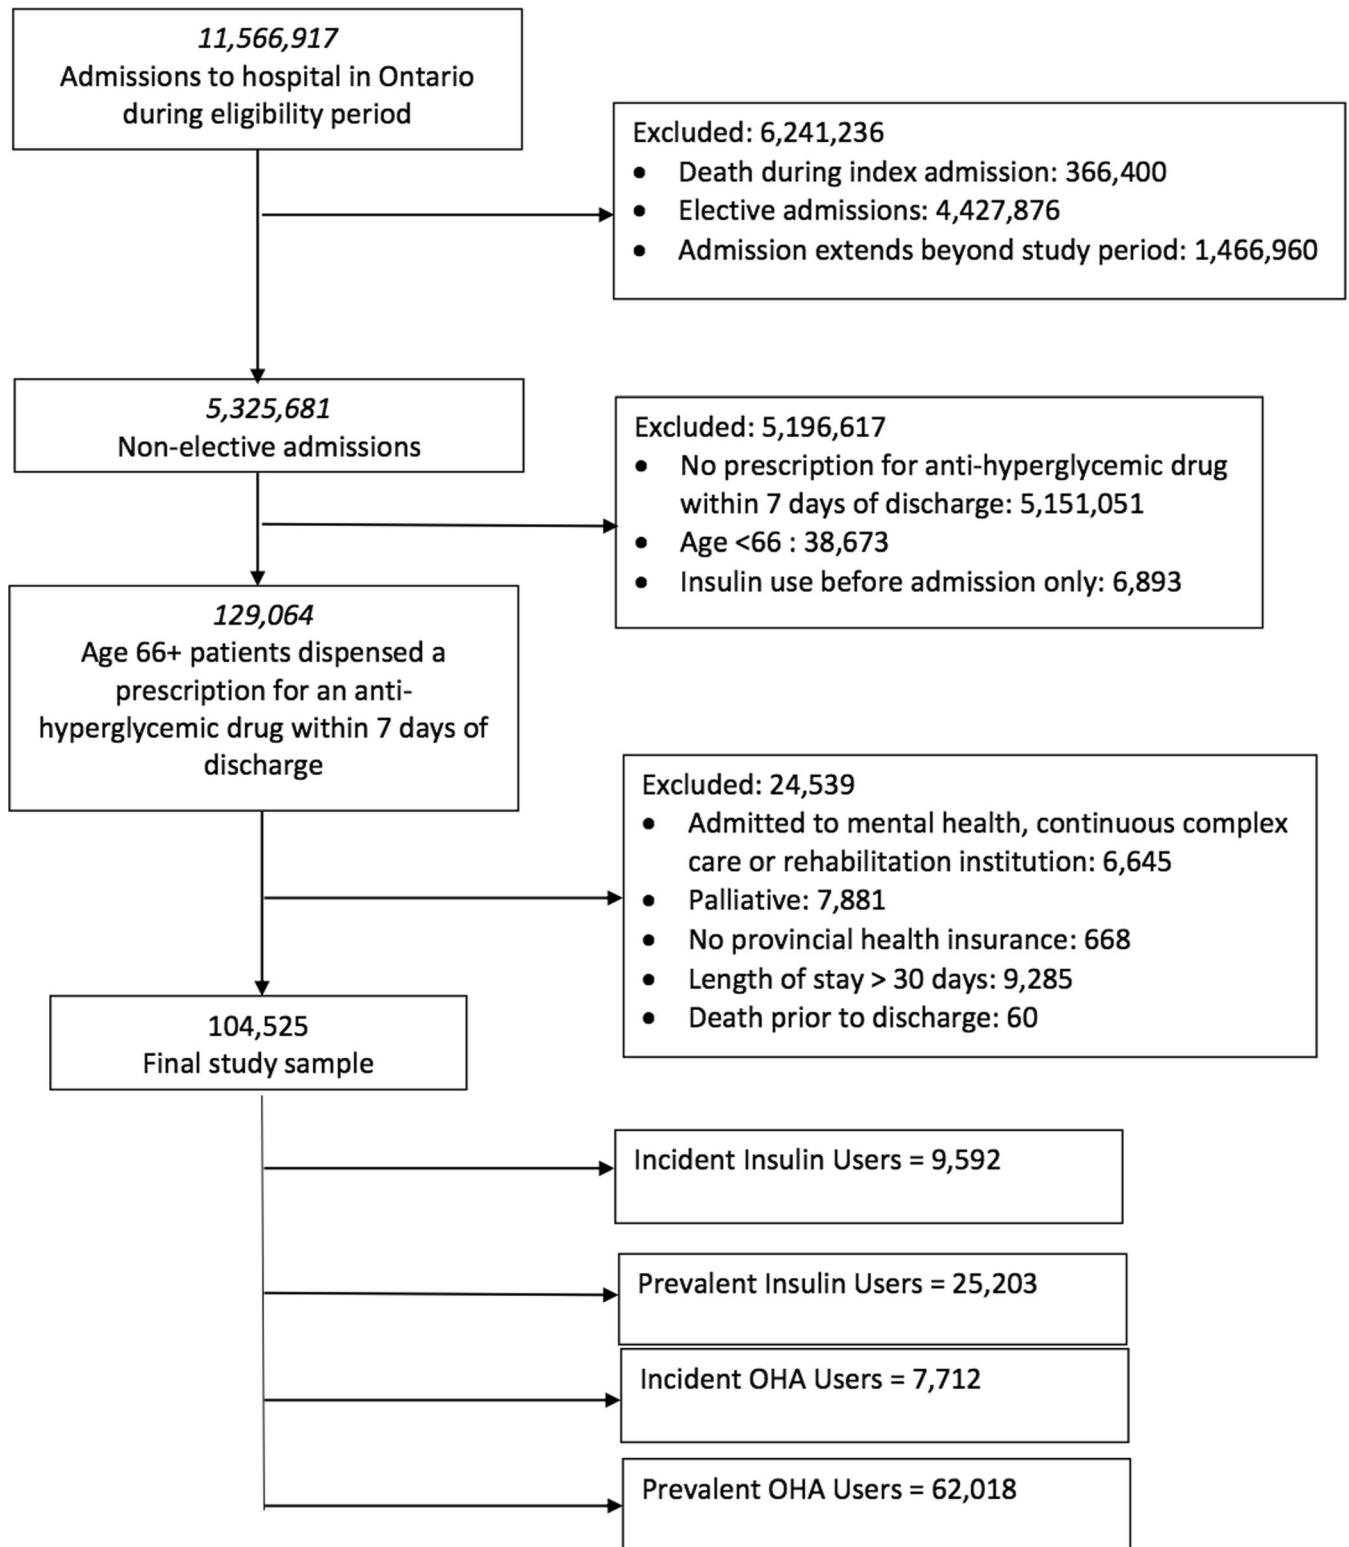 11,566,917
Admissions to hospital in Ontario
during eligibility period
Excluded: 6,241,236
• Death during index admission: 366,400
• Elective admissions: 4,427,876
• Admission extends beyond study period: 1,466,960
5,325,681
Non-elective admissions
Excluded: 5,196,617
• No prescription for anti-hyperglycemic drug
within 7 days of discharge: 5,151,051
• Age <66 : 38,673
• Insulin use before admission only: 6,893
129,064
Age 66+ patients dispensed a
prescription for an anti-
hyperglycemic drug within 7 days of
discharge
Excluded: 24,539
• Admitted to mental health, continuous complex
care or rehabilitation institution: 6,645
• Palliative: 7,881
• No provincial health insurance: 668
• Length of stay > 30 days: 9,285
• Death prior to discharge: 60
104,525
Final study sample
Incident Insulin Users = 9,592
Prevalent Insulin Users = 25,203
Incident OHA Users = 7,712
Prevalent OHA Users = 62,018